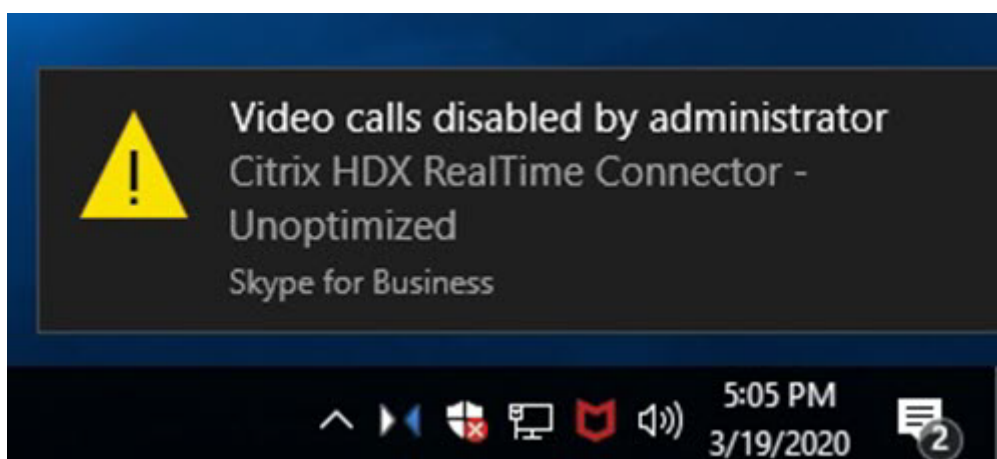 Video calls disabled by administrator
Citrix HDX RealTime Connector -
Unoptimized
Skype for Business
5:05 PM
3/19/2020
2